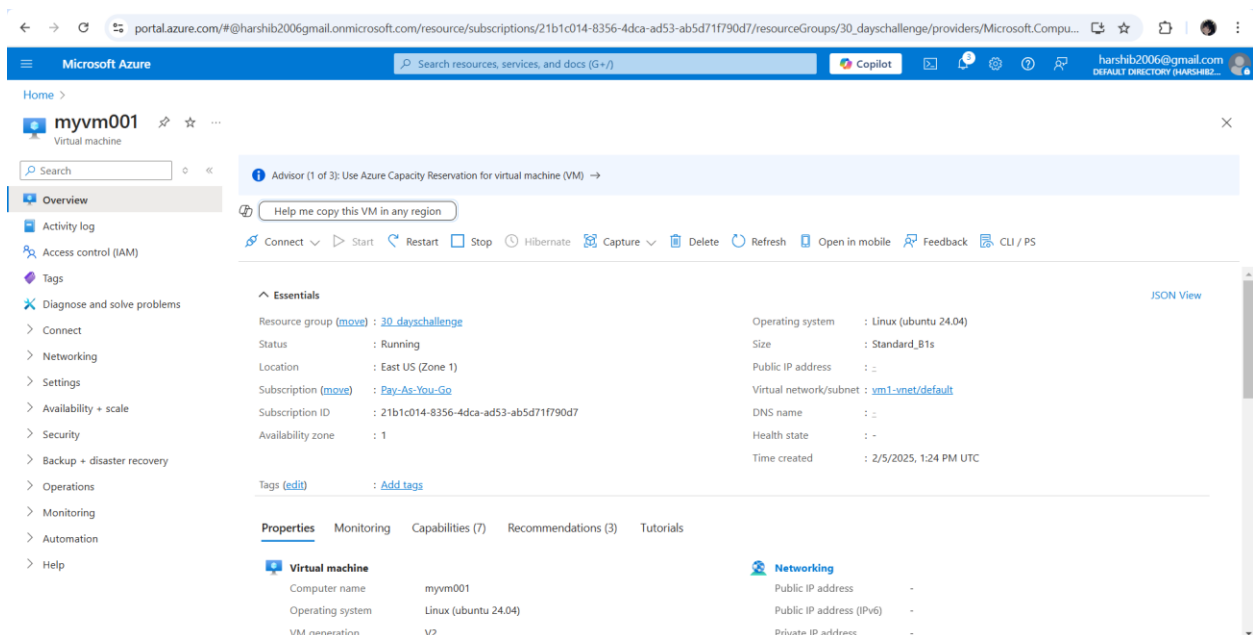 portal.azure.com/#@harshib2006gmail.onmicrosoft.com/resource/subscriptions/21b1c014-8356-4dca-ad53-ab5d71f790d7/resourceGroups/30_dayschallenge/providers/Microsoft.Compu...
Microsoft Azure
Search resources, services, and docs (G+/)
Copilot
3
harshib2006@gmail.com
DEFAULT DIRECTORY (HARSHIB2...
Home >
myvm001
Virtual machine
Search
Overview
Activity log
Access control (IAM)
Tags
Diagnose and solve problems
Connect
Networking
Settings
Availability + scale
Security
Backup + disaster recovery
Operations
Monitoring
Automation
Help
Advisor (1 of 3): Use Azure Capacity Reservation for virtual machine (VM) →
Help me copy this VM in any region
Connect Start Restart Stop Hibernate Capture Delete Refresh Open in mobile Feedback CLI / PS
Essentials
JSON View
Resource group (move) : 30_dayschallenge
Status : Running
Location : East US (Zone 1)
Subscription (move) : Pay-As-You-Go
Subscription ID : 21b1c014-8356-4dca-ad53-ab5d71f790d7
Availability zone : 1
Operating system : Linux (ubuntu 24.04)
Size : Standard_B1s
Public IP address : -
Virtual network/subnet : vm1-vnet/default
DNS name : -
Health state : -
Time created : 2/5/2025, 1:24 PM UTC
Tags (edit) : Add tags
Properties Monitoring Capabilities (7) Recommendations (3) Tutorials
Virtual machine
Computer name myvm001
Operating system Linux (ubuntu 24.04)
VM generation V2
Networking
Public IP address -
Public IP address (IPv6) -
Private IP address -